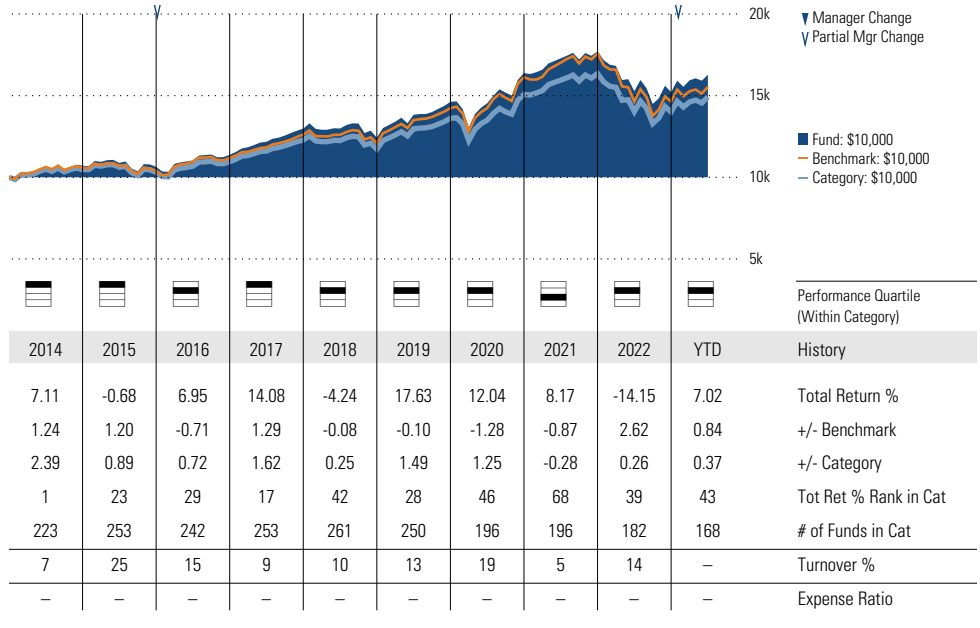 20k
Manager Change
Partial Mgr Change
15k
Fund: $10,000
Benchmark: $10,000
Category: $10,000
10k
5k
Performance Quartile
(Within Category)
2014 2015 2016 2017 2018 2019 2020 2021 2022 YTD History
7.11 -0.68 6.95 14.08 -4.24 17.63 12.04 8.17 -14.15 7.02 Total Return %
1.24 1.20 -0.71 1.29 -0.08 -0.10 -1.28 -0.87 2.62 0.84 +/- Benchmark
2.39 0.89 0.72 1.62 0.25 1.49 1.25 -0.28 0.26 0.37 +/- Category
1 23 29 17 42 28 46 68 39 43 Tot Ret % Rank in Cat
223 253 242 253 261 250 196 196 182 168 # of Funds in Cat
7 25 15 9 10 13 19 5 14 – Turnover %
– – – – – – – – – – Expense Ratio